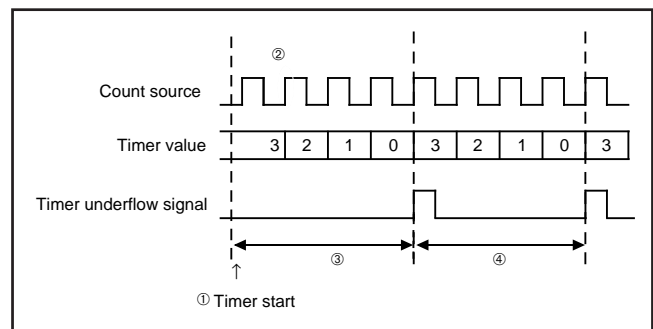 ②
Count source
Timer value 3 2 1 0 3 2 1 0 3
Timer underflow signal
③ ④
↑
① Timer start